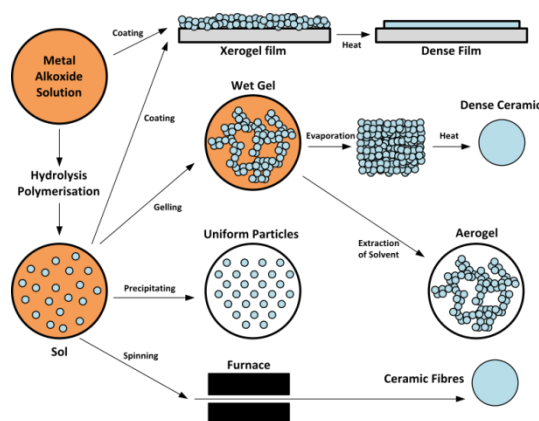 Metal
Alkoxide
Solution
Coating
Xerogel film
Heat
Dense Film
Hydrolysis
Polymerisation
Coating
Wet Gel
Evaporation
Heat
Dense Ceramic
Gelling
Extraction
of Solvent
Aerogel
Uniform Particles
Precipitating
Sol
Spinning
Furnace
Ceramic Fibres